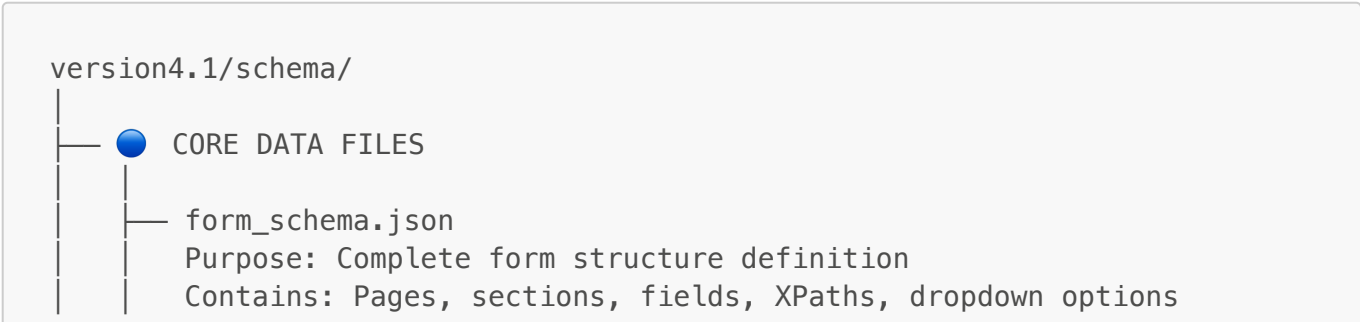 version4.1/schema/
│
├── 🔵 CORE DATA FILES
│   │
│   ├── form_schema.json
│   │   Purpose: Complete form structure definition
│   │   Contains: Pages, sections, fields, XPaths, dropdown options